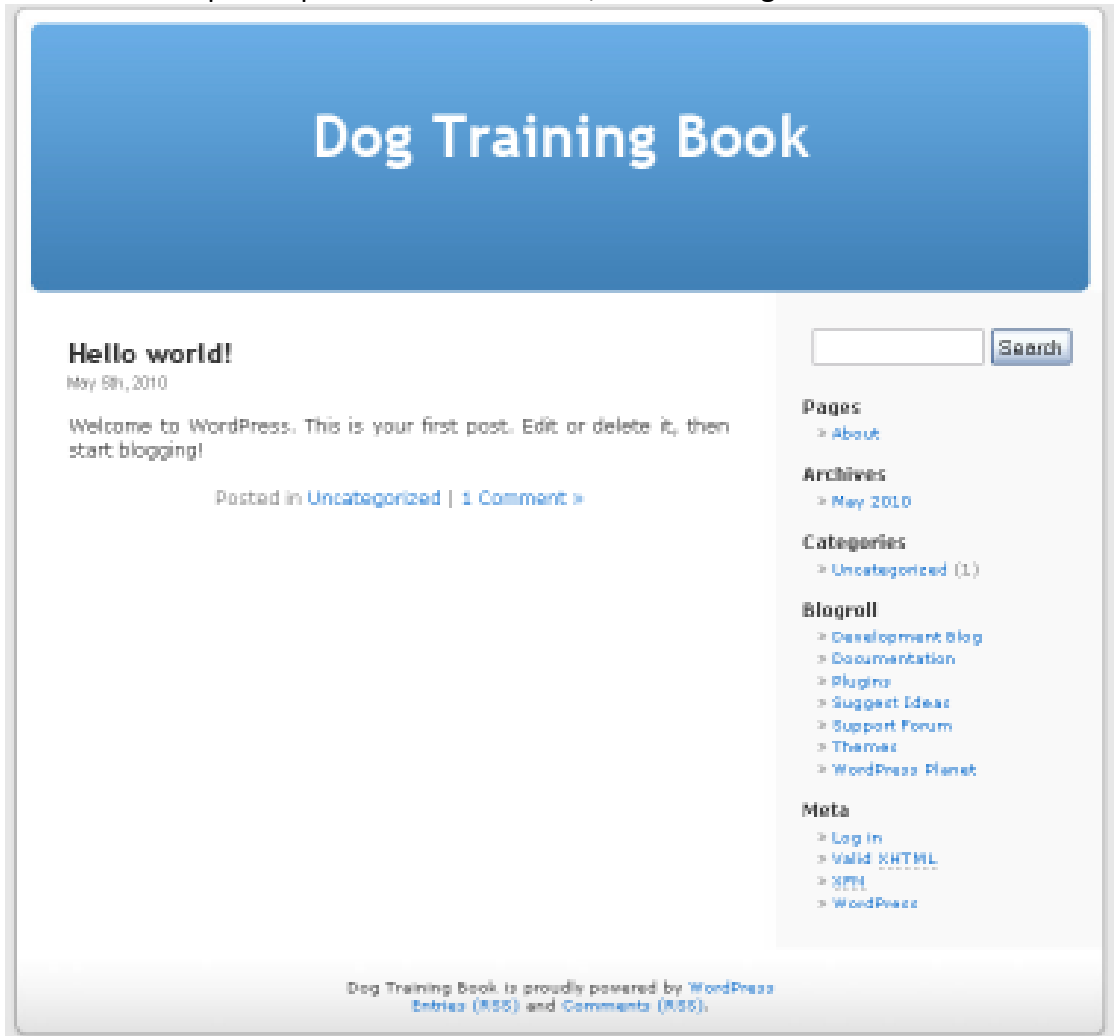 Dog Training Book
Hello world!
May 5th, 2010
Welcome to WordPress. This is your first post. Edit or delete it, then
start blogging!
Posted in Uncategorized | 1 Comment »
Search
Pages
» About
Archives
» May 2010
Categories
» Uncategorized (1)
Blogroll
» Development Blog
» Documentation
» Plugins
» Suggest Ideas
» Support Forum
» Themes
» WordPress Planet
Meta
» Log in
» Valid XHTML
» XFN
» WordPress
Dog Training Book is proudly powered by WordPress
Entries (RSS) and Comments (RSS).